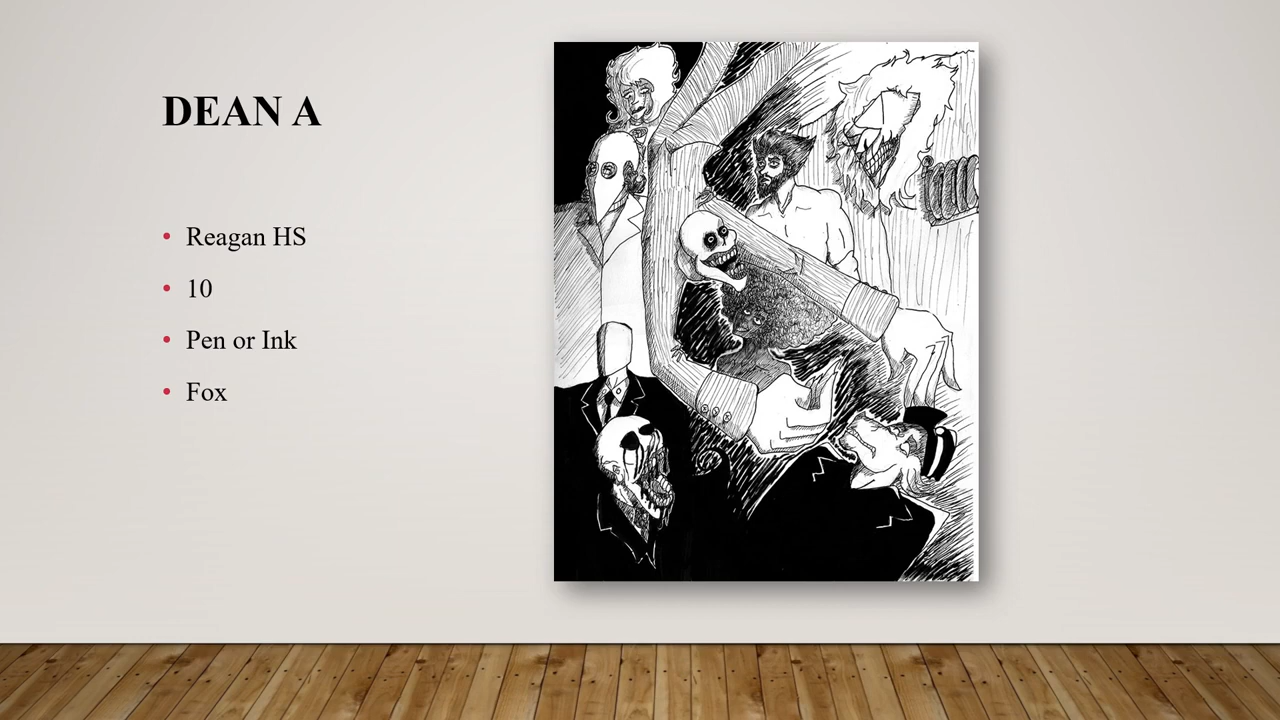 DEAN A
• Reagan HS
• 10
• Pen or Ink
• Fox